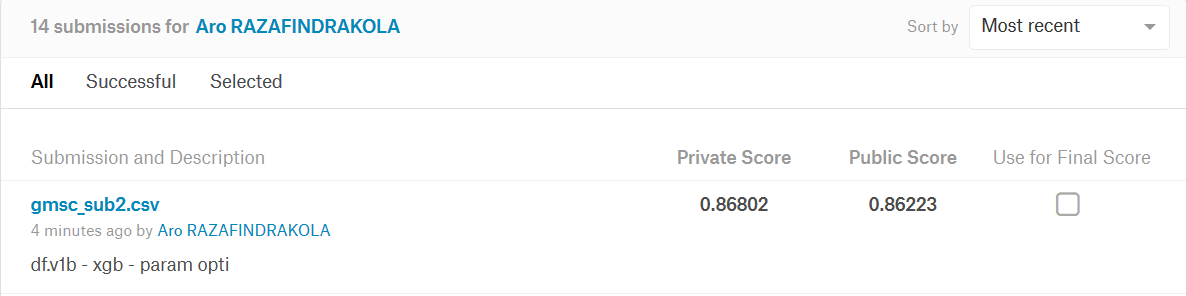 14 submissions for Aro RAZAFINDRAKOLA Sort by Most recent
All Successful Selected
Submission and Description Private Score Public Score Use for Final Score
gmsc_sub2.csv 0.86802 0.86223
4 minutes ago by Aro RAZAFINDRAKOLA
df.v1b - xgb - param opti